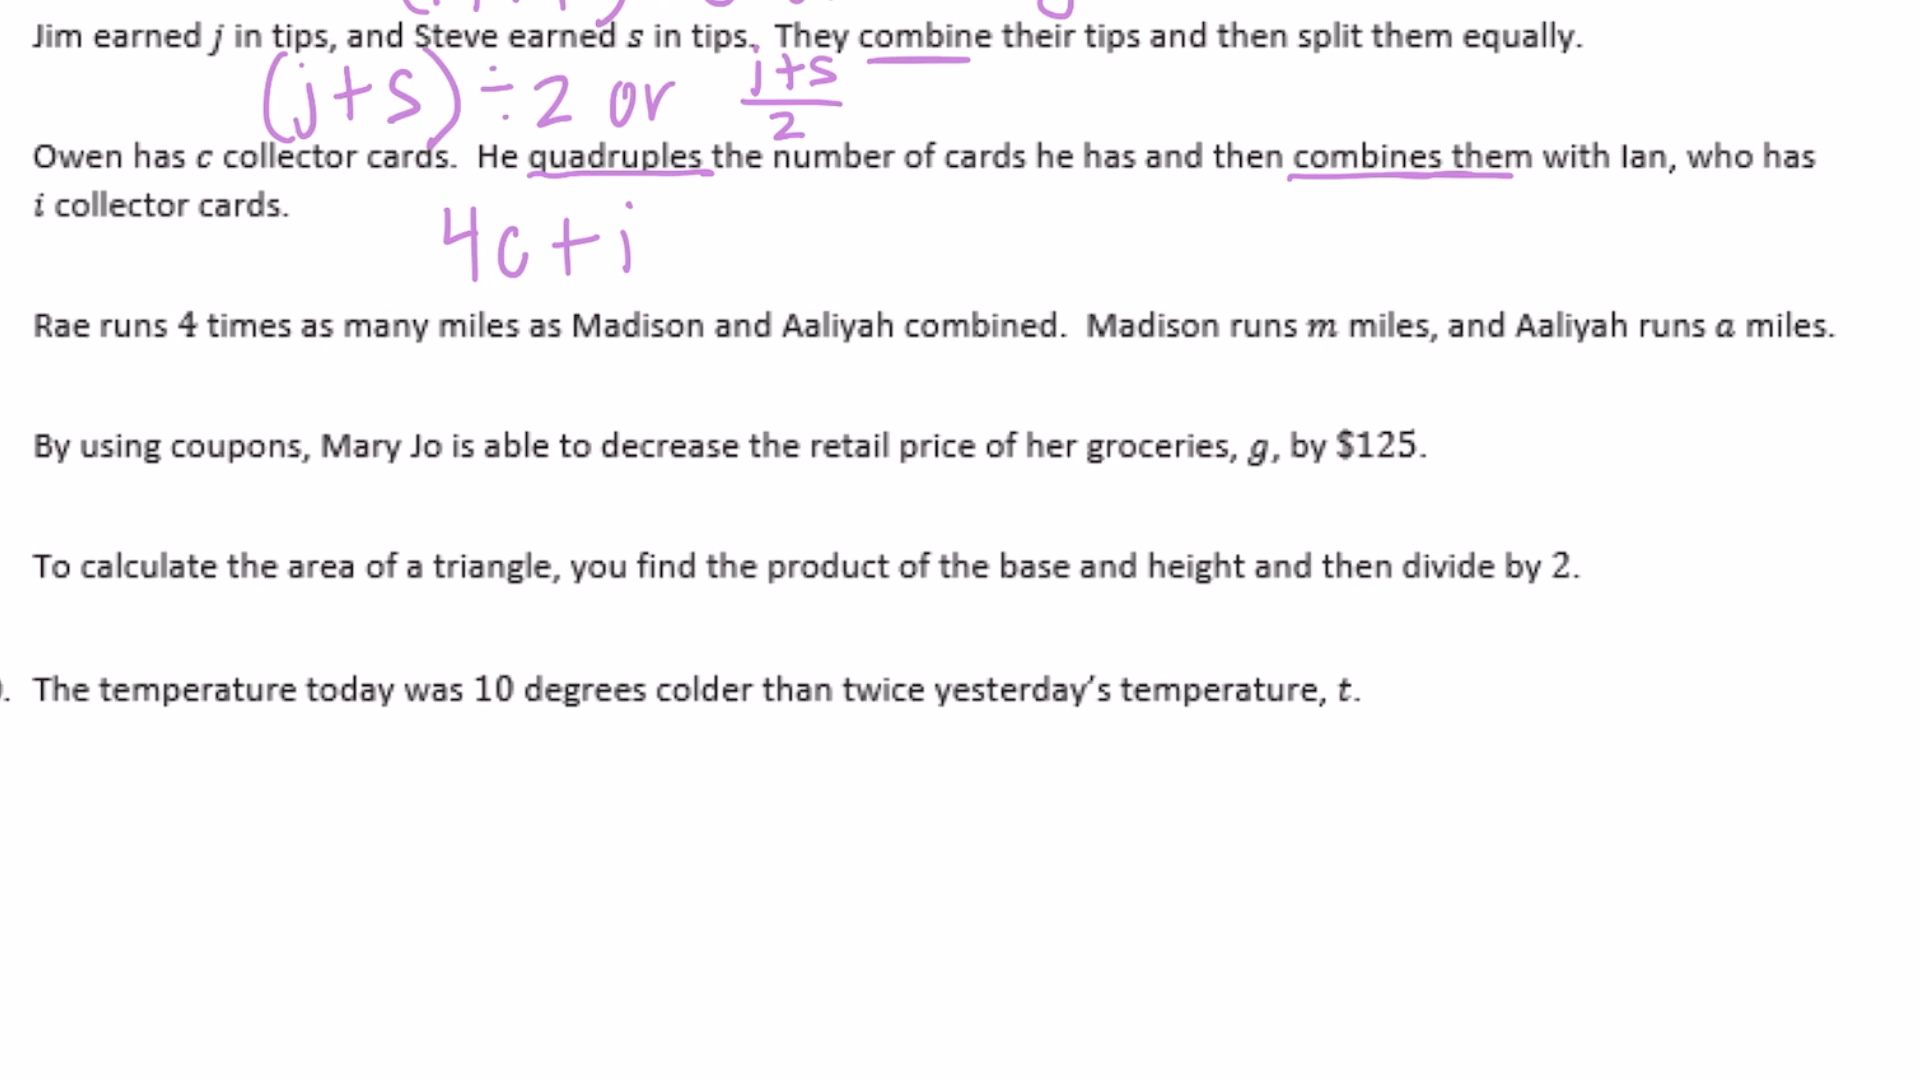 Jim earned j in tips, and Steve earned s in tips. They combine their tips and then split them equally.
(j+s) ÷ 2 or j+s/2
Owen has c collector cards. He quadruples the number of cards he has and then combines them with Ian, who has
i collector cards.
4c+i
Rae runs 4 times as many miles as Madison and Aaliyah combined. Madison runs m miles, and Aaliyah runs a miles.
By using coupons, Mary Jo is able to decrease the retail price of her groceries, g, by $125.
To calculate the area of a triangle, you find the product of the base and height and then divide by 2.
. The temperature today was 10 degrees colder than twice yesterday’s temperature, t.